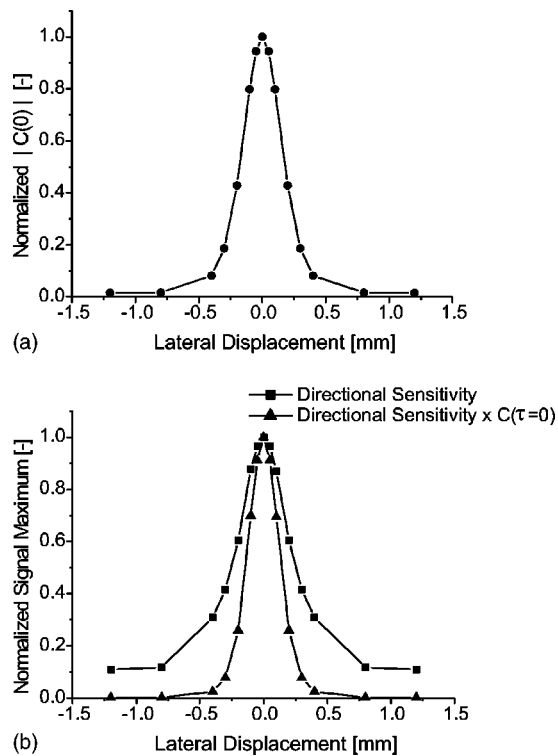 1.0
0.8
0.6
0.4
0.2
0.0
Normalized | C(0) | [-]
-1.5 -1.0 -0.5 0.0 0.5 1.0 1.5
(a)
Lateral Displacement [mm]
Directional Sensitivity
Directional Sensitivity x C(τ=0)
1.0
0.8
0.6
0.4
0.2
0.0
Normalized Signal Maximum [-]
-1.5 -1.0 -0.5 0.0 0.5 1.0 1.5
(b)
Lateral Displacement [mm]